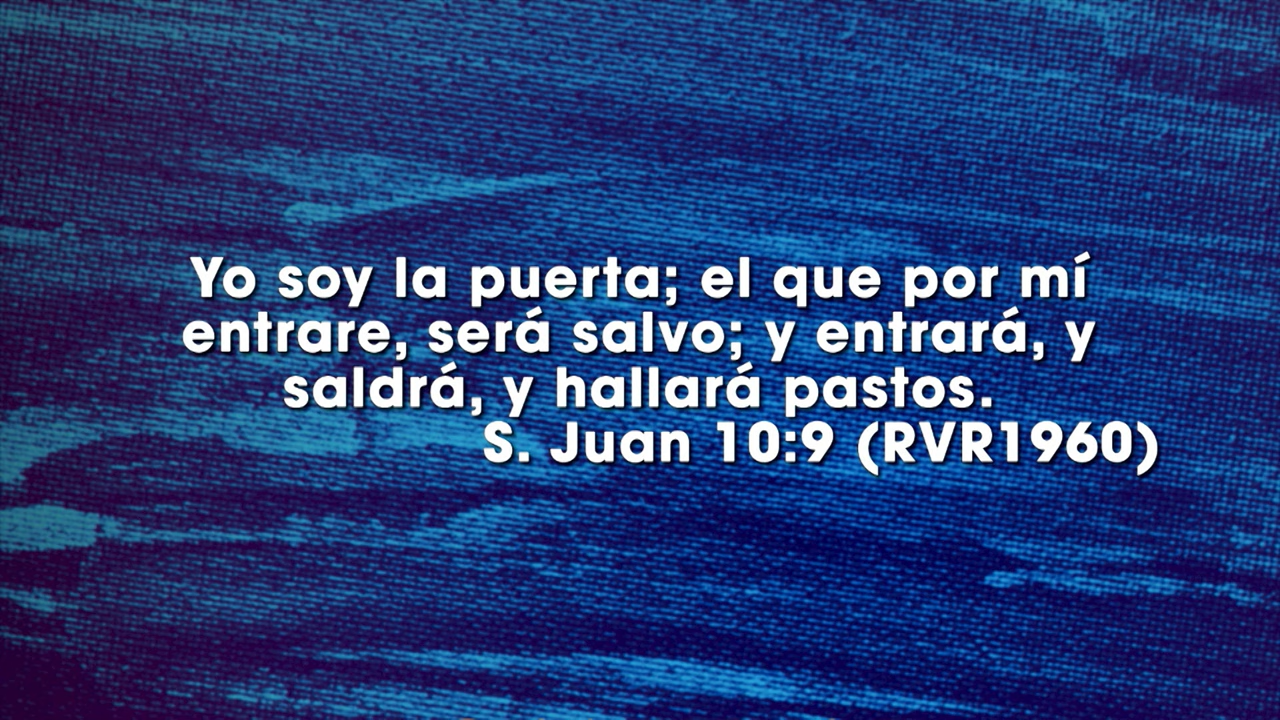 Yo soy la puerta; el que por mí
entrare, será salvo; y entrará, y
saldrá, y hallará pastos.
S. Juan 10:9 (RVR1960)